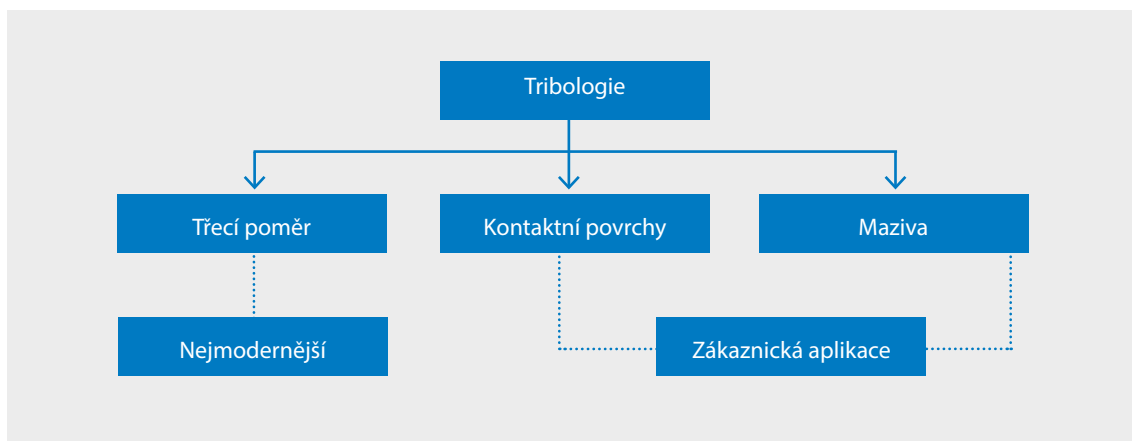 Tribologie
Třecí poměr
Kontaktní povrchy
Maziva
Nejmodernější
Zákaznická aplikace